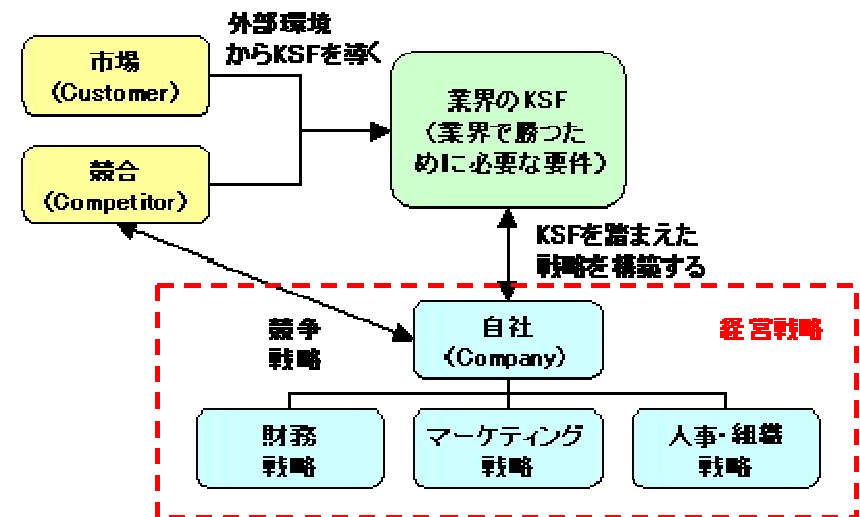 外部環境
からKSFを導く
市場
（Customer）
業界のKSF
（業界で勝つた
めに必要な要件）
競合
（Competitor）
KSFを踏まえた
戦略を構築する
競争
戦略
自社
（Company）
経営戦略
財務
戦略
マーケティング
戦略
人事・組織
戦略